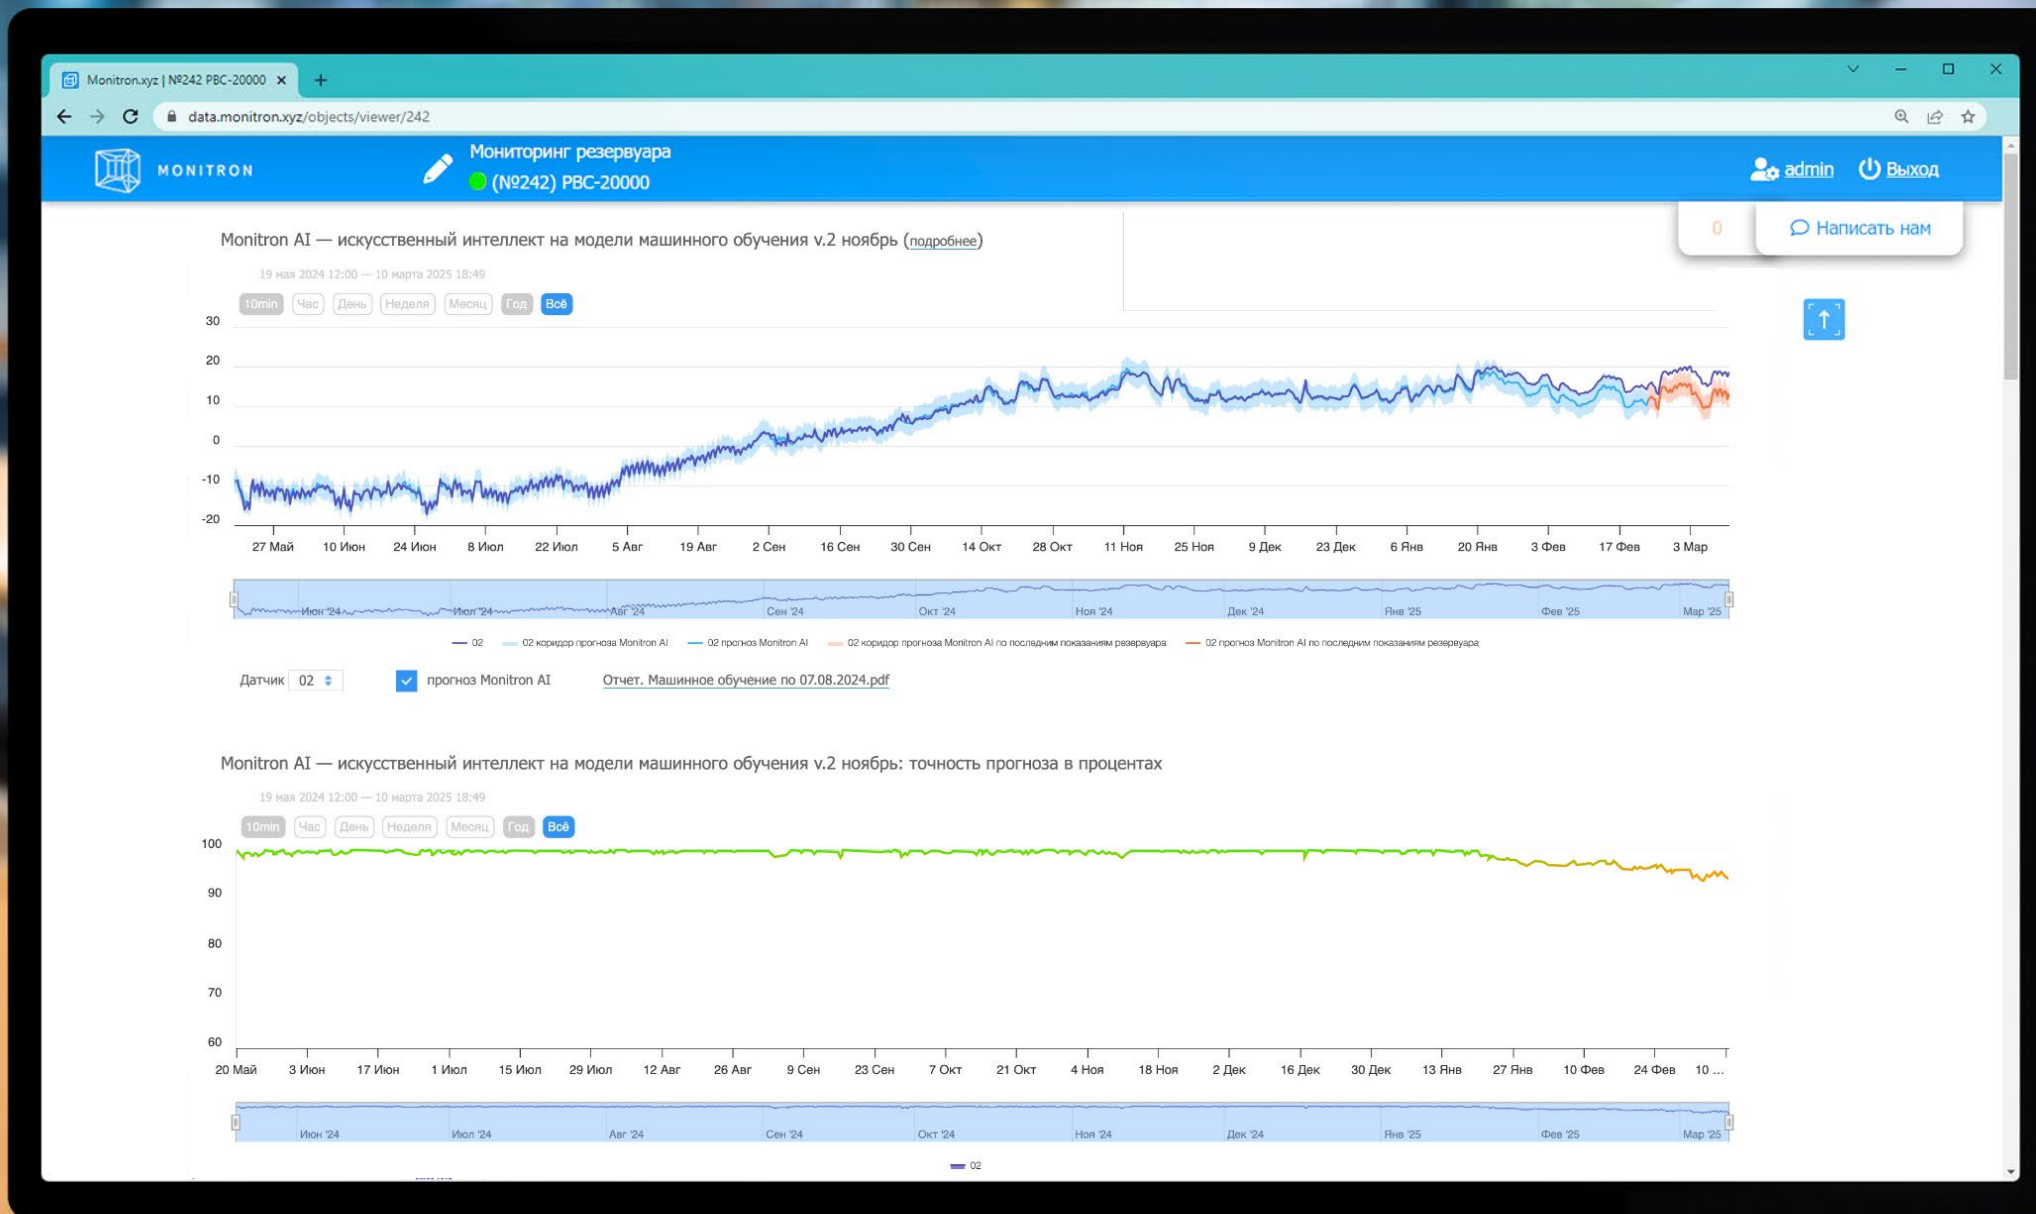 Monitron.xyz | №242 РВС-20000
data.monitron.xyz/objects/viewer/242
MONITRON
Мониторинг резервуара
(№242) РВС-20000
admin
Выход
0
Написать нам
Monitron AI — искусственный интеллект на модели машинного обучения v.2 ноябрь (подробнее)
19 мая 2024 12:00 — 10 марта 2025 18:49
10min Час День Неделя Месяц Год Всё
30
20
10
0
-10
-20
27 Май 10 Июн 24 Июн 8 Июл 22 Июл 5 Авг 19 Авг 2 Сен 16 Сен 30 Сен 14 Окт 28 Окт 11 Ноя 25 Ноя 9 Дек 23 Дек 6 Янв 20 Янв 3 Фев 17 Фев 3 Мар
Июн '24 Июл '24 Авг '24 Сен '24 Окт '24 Ноя '24 Дек '24 Янв '25 Фев '25 Мар '25
02 02 коридор прогноза Monitron AI 02 прогноз Monitron AI 02 коридор прогноза Monitron AI по последним показаниям резервуара 02 прогноз Monitron AI по последним показаниям резервуара
Датчик 02 прогноз Monitron AI Отчет. Машинное обучение по 07.08.2024.pdf
Monitron AI — искусственный интеллект на модели машинного обучения v.2 ноябрь: точность прогноза в процентах
19 мая 2024 12:00 — 10 марта 2025 18:49
10min Час День Неделя Месяц Год Всё
100
90
80
70
60
20 Май 3 Июн 17 Июн 1 Июл 15 Июл 29 Июл 12 Авг 26 Авг 9 Сен 23 Сен 7 Окт 21 Окт 4 Ноя 18 Ноя 2 Дек 16 Дек 30 Дек 13 Янв 27 Янв 10 Фев 24 Фев 10 ...
Июн '24 Июл '24 Авг '24 Сен '24 Окт '24 Ноя '24 Дек '24 Янв '25 Фев '25 Мар '25
02